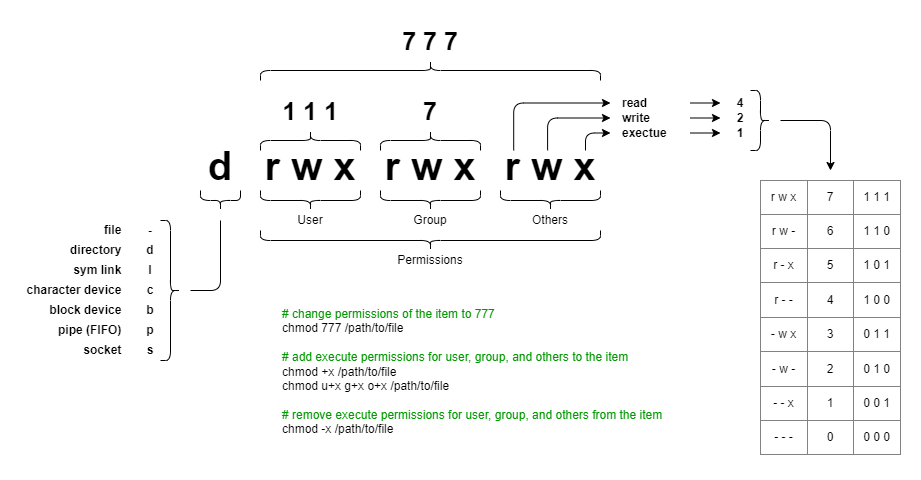 7 7 7
1 1 1 7
read 4
write 2
exectue 1
d r w x r w x r w x
User Group Others
Permissions
file -
directory d
sym link l
character device c
block device b
pipe (FIFO) p
socket s
# change permissions of the item to 777
chmod 777 /path/to/file
# add execute permissions for user, group, and others to the item
chmod +x /path/to/file
chmod u+x g+x o+x /path/to/file
# remove execute permissions for user, group, and others from the item
chmod -x /path/to/file
r w x 7 1 1 1
r w - 6 1 1 0
r - x 5 1 0 1
r - - 4 1 0 0
- w x 3 0 1 1
- w - 2 0 1 0
- - x 1 0 0 1
- - - 0 0 0 0